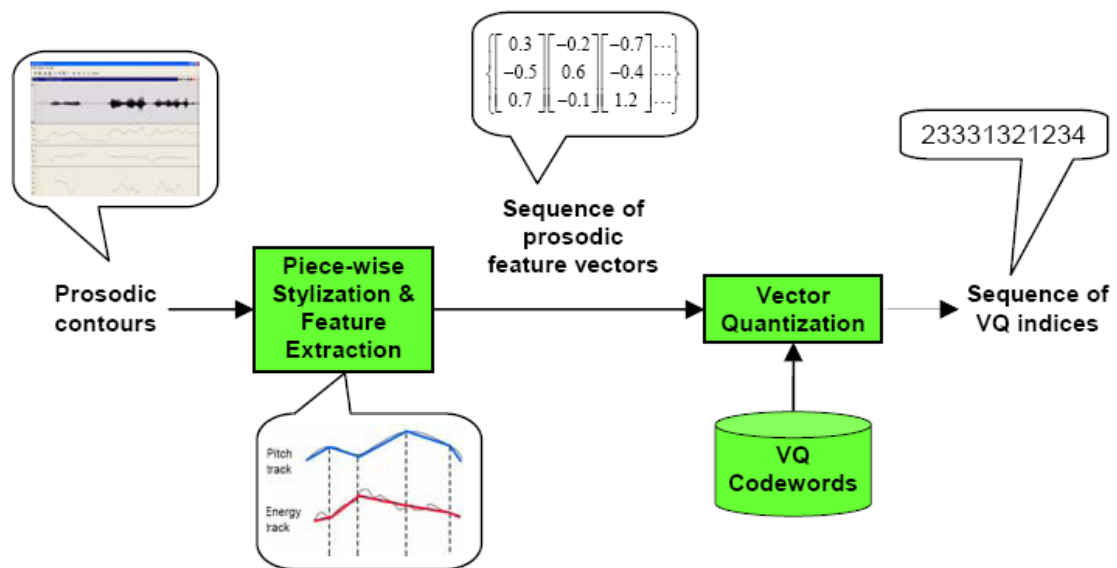 {[0.3 −0.5 0.7][−0.2 0.6 −0.1][−0.7 −0.4 1.2]⋯}
23331321234
Sequence of
prosodic
feature vectors
Prosodic
contours
Piece-wise
Stylization &
Feature
Extraction
Vector
Quantization
Sequence of
VQ indices
VQ
Codewords
Pitch
track
Energy
track